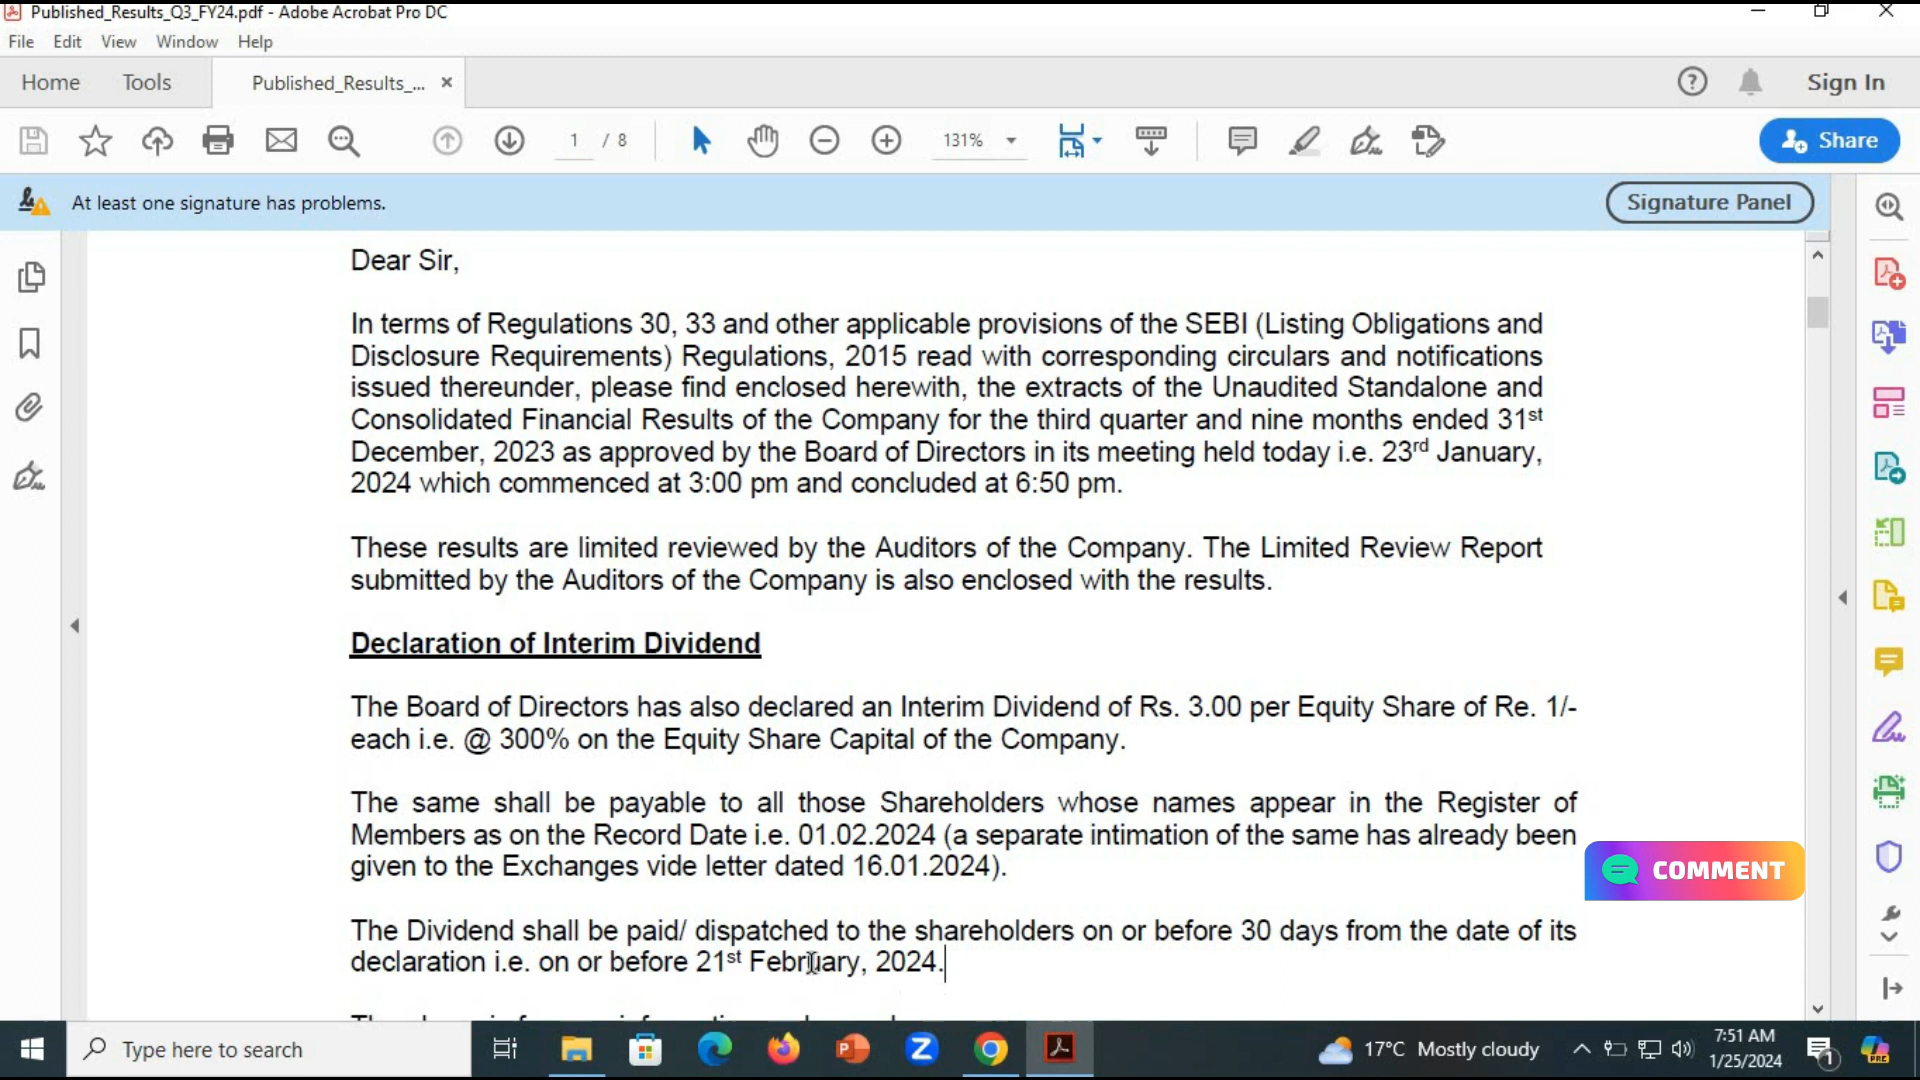 Published_Results_Q3_FY24.pdf - Adobe Acrobat Pro DC
File Edit View Window Help
Home Tools Published_Results_... × Sign In
1 / 8 131% Share
At least one signature has problems. Signature Panel
Dear Sir,
In terms of Regulations 30, 33 and other applicable provisions of the SEBI (Listing Obligations and
Disclosure Requirements) Regulations, 2015 read with corresponding circulars and notifications
issued thereunder, please find enclosed herewith, the extracts of the Unaudited Standalone and
Consolidated Financial Results of the Company for the third quarter and nine months ended 31st
December, 2023 as approved by the Board of Directors in its meeting held today i.e. 23rd January,
2024 which commenced at 3:00 pm and concluded at 6:50 pm.
These results are limited reviewed by the Auditors of the Company. The Limited Review Report
submitted by the Auditors of the Company is also enclosed with the results.
Declaration of Interim Dividend
The Board of Directors has also declared an Interim Dividend of Rs. 3.00 per Equity Share of Re. 1/-
each i.e. @ 300% on the Equity Share Capital of the Company.
The same shall be payable to all those Shareholders whose names appear in the Register of
Members as on the Record Date i.e. 01.02.2024 (a separate intimation of the same has already been
given to the Exchanges vide letter dated 16.01.2024).
COMMENT
The Dividend shall be paid/ dispatched to the shareholders on or before 30 days from the date of its
declaration i.e. on or before 21st February, 2024.
Type here to search 17°C Mostly cloudy 7:51 AM
1/25/2024 1